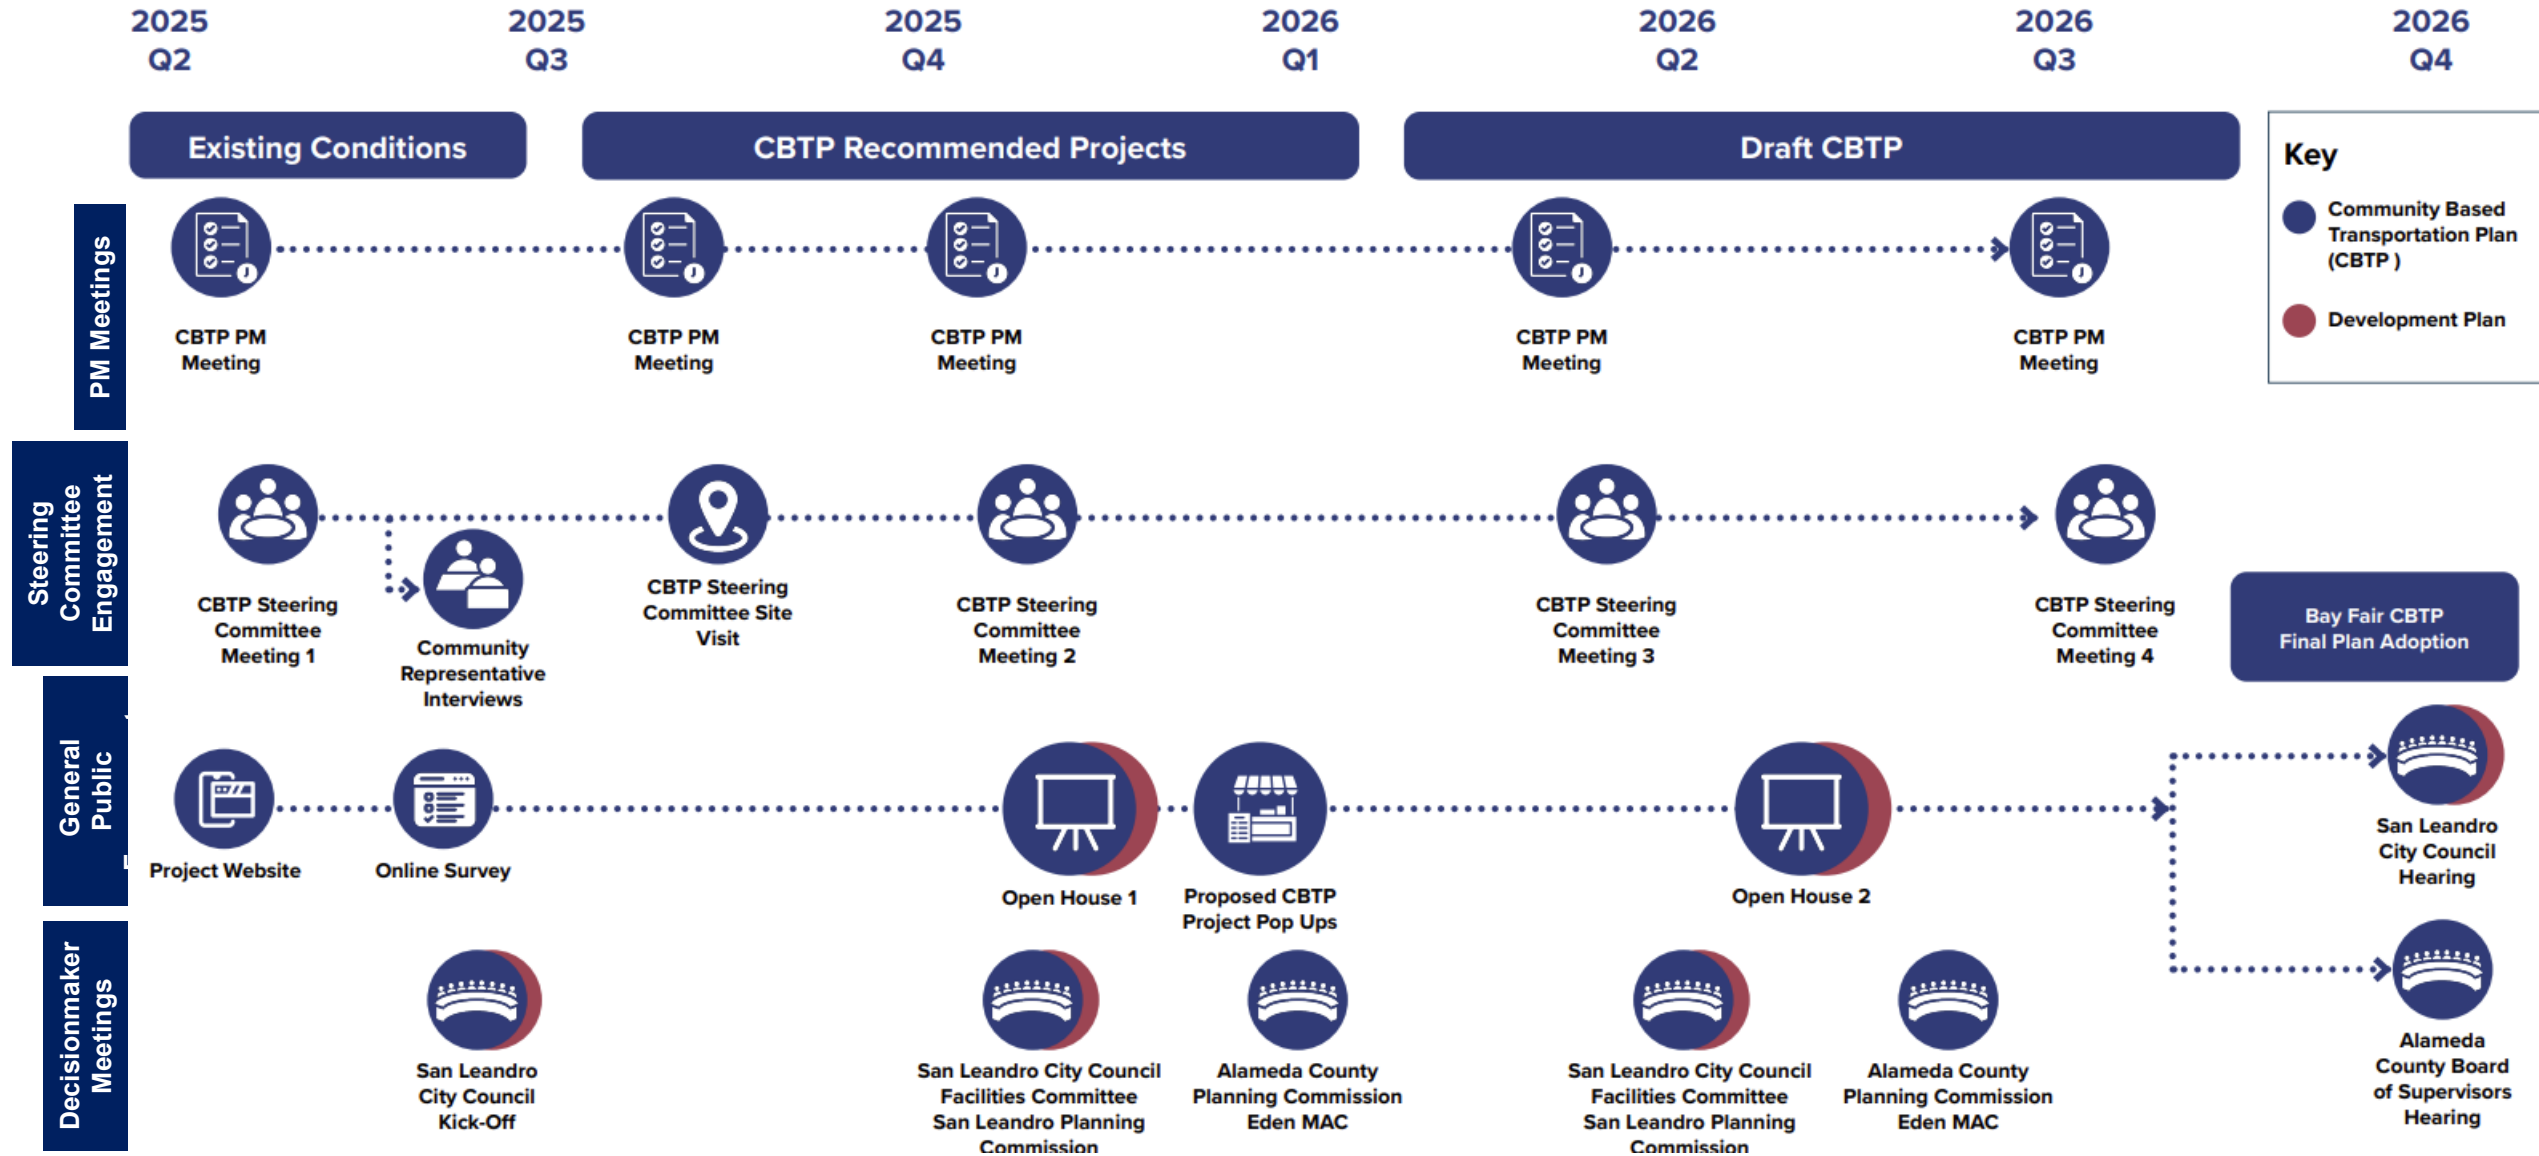 2025
Q2
2025
Q3
2025
Q4
2026
Q1
2026
Q2
2026
Q3
2026
Q4
Existing Conditions
CBTP Recommended Projects
Draft CBTP
Key
Community Based
Transportation Plan
(CBTP )
Development Plan
PM Meetings
CBTP PM
Meeting
CBTP PM
Meeting
CBTP PM
Meeting
CBTP PM
Meeting
CBTP PM
Meeting
Steering
Committee
Engagement
CBTP Steering
Committee
Meeting 1
Community
Representative
Interviews
CBTP Steering
Committee Site
Visit
CBTP Steering
Committee
Meeting 2
CBTP Steering
Committee
Meeting 3
CBTP Steering
Committee
Meeting 4
Bay Fair CBTP
Final Plan Adoption
General
Public
Project Website
Online Survey
Open House 1
Proposed CBTP
Project Pop Ups
Open House 2
San Leandro
City Council
Hearing
Decisionmaker
Meetings
San Leandro
City Council
Kick-Off
San Leandro City Council
Facilities Committee
San Leandro Planning
Commission
Alameda County
Planning Commission
Eden MAC
San Leandro City Council
Facilities Committee
San Leandro Planning
Commission
Alameda County
Planning Commission
Eden MAC
Alameda
County Board
of Supervisors
Hearing